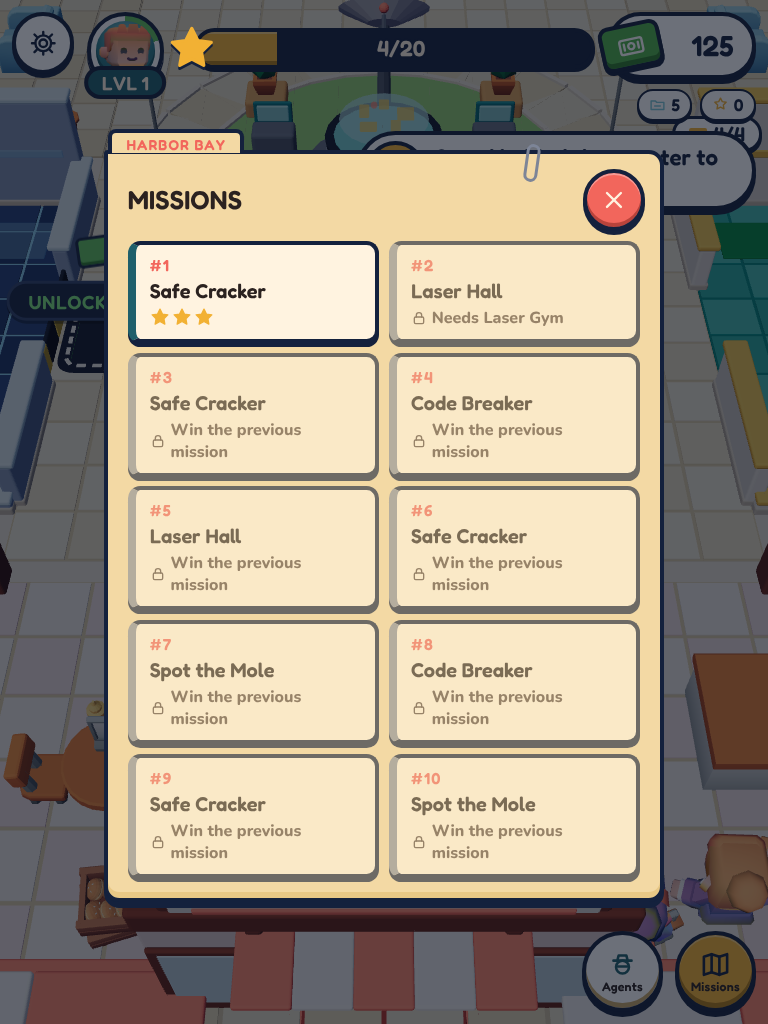 LVL 1
4/20
125
5
0
4/4
ter to
UNLOCK
HARBOR BAY
MISSIONS
#1
Safe Cracker
#2
Laser Hall
Needs Laser Gym
#3
Safe Cracker
Win the previous
mission
#4
Code Breaker
Win the previous
mission
#5
Laser Hall
Win the previous
mission
#6
Safe Cracker
Win the previous
mission
#7
Spot the Mole
Win the previous
mission
#8
Code Breaker
Win the previous
mission
#9
Safe Cracker
Win the previous
mission
#10
Spot the Mole
Win the previous
mission
Agents
Missions